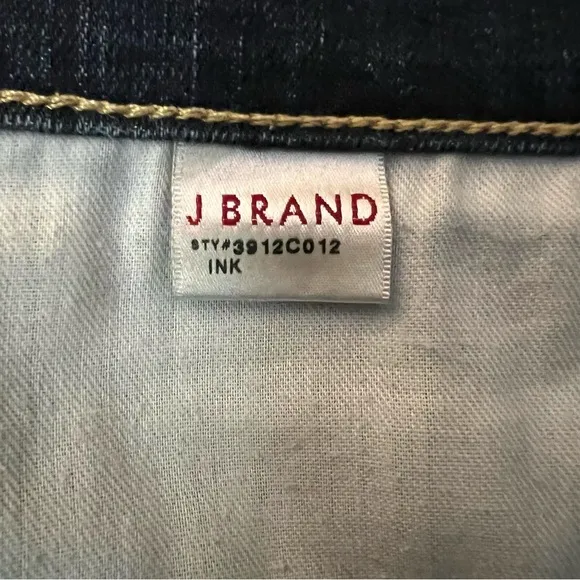 J BRAND
STY#3912C012
INK